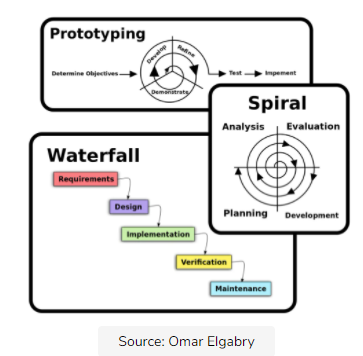 Prototyping
Determine Objectives
Develop
Refine
Demonstrate
Test
Impement
Spiral
Analysis
Evaluation
Planning
Development
Waterfall
Requirements
Design
Implementation
Verification
Maintenance
Source: Omar Elgabry